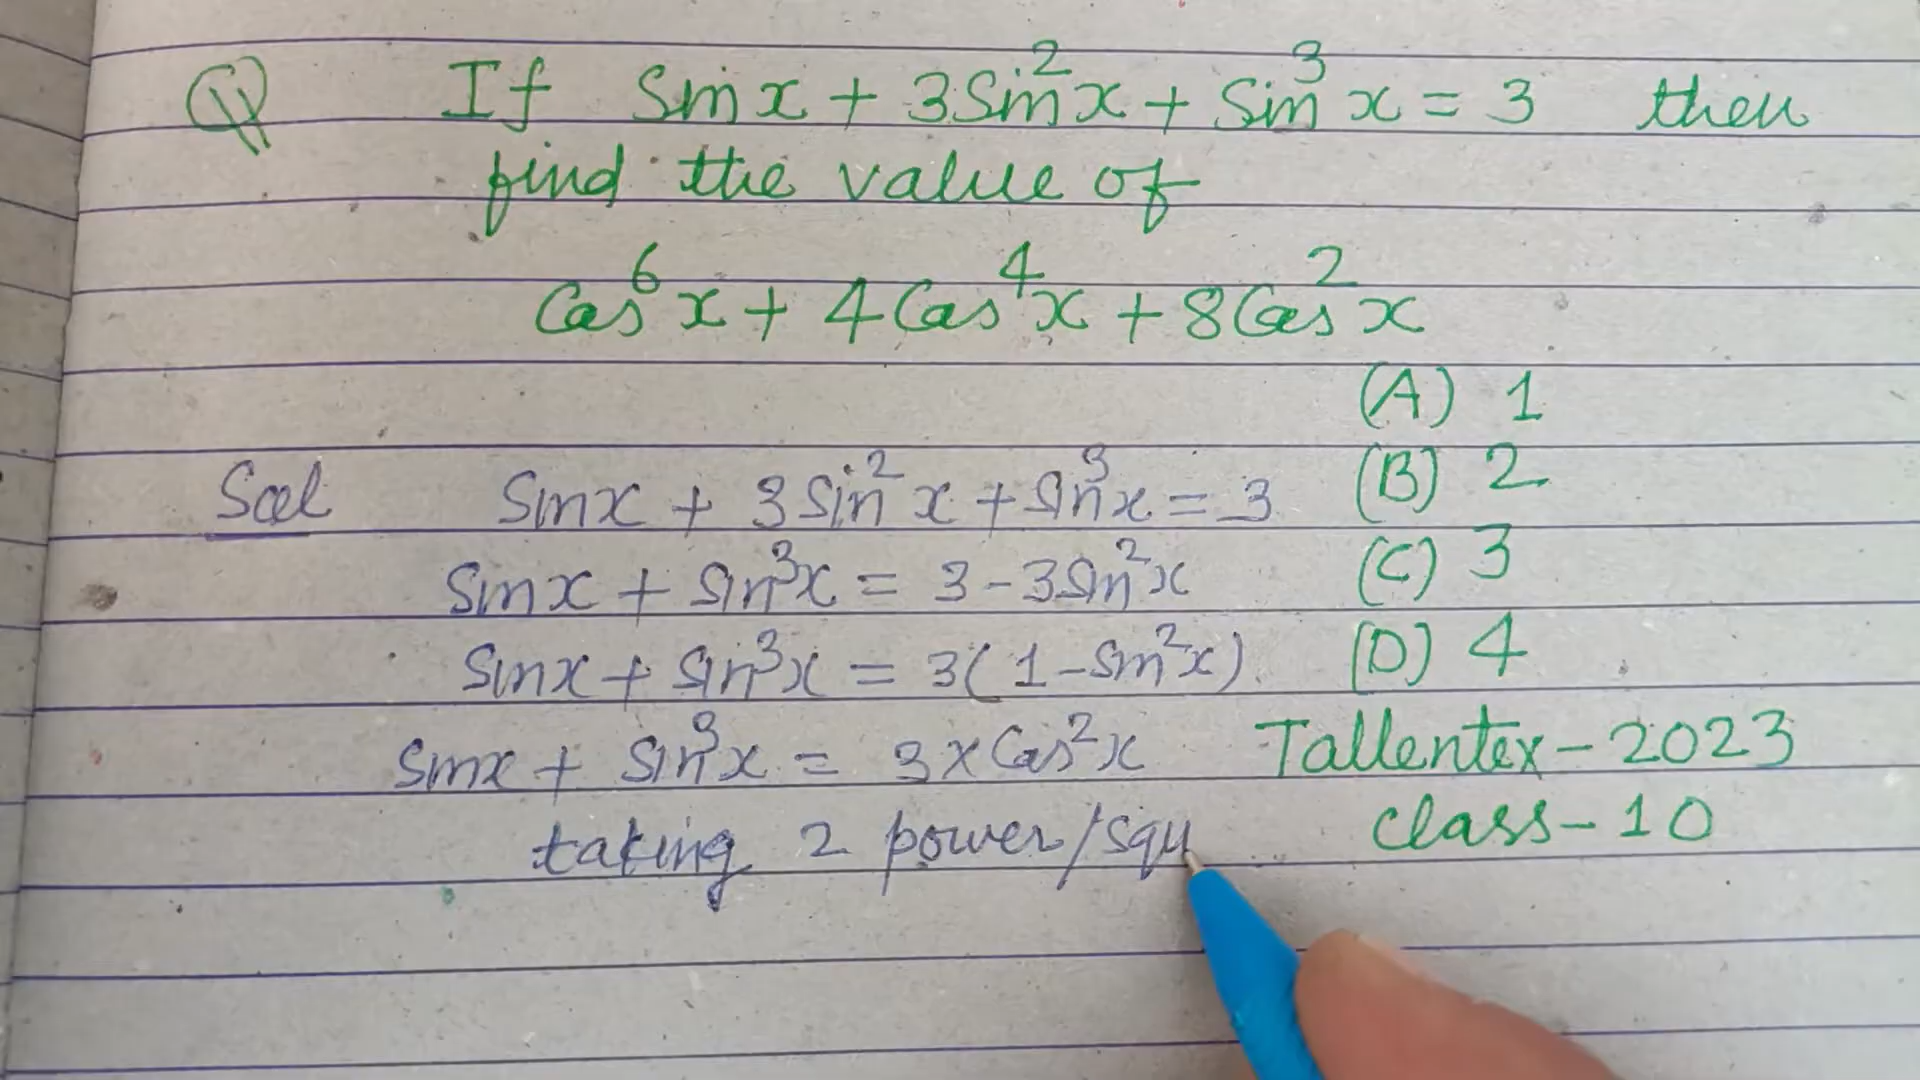 Q If Sinx + 3Sin²x + Sin³x = 3 then
find the value of
Cos⁶x + 4Cos⁴x + 8Cos²x
(A) 1
(B) 2
(C) 3
(D) 4
Tallentex - 2023
class - 10
Sol Sinx + 3Sin²x + Sin³x = 3
Sinx + Sin³x = 3 - 3Sin²x
Sinx + Sin³x = 3(1 - Sin²x)
Sinx + Sin³x = 3 x Cos²x
taking 2 power/squ